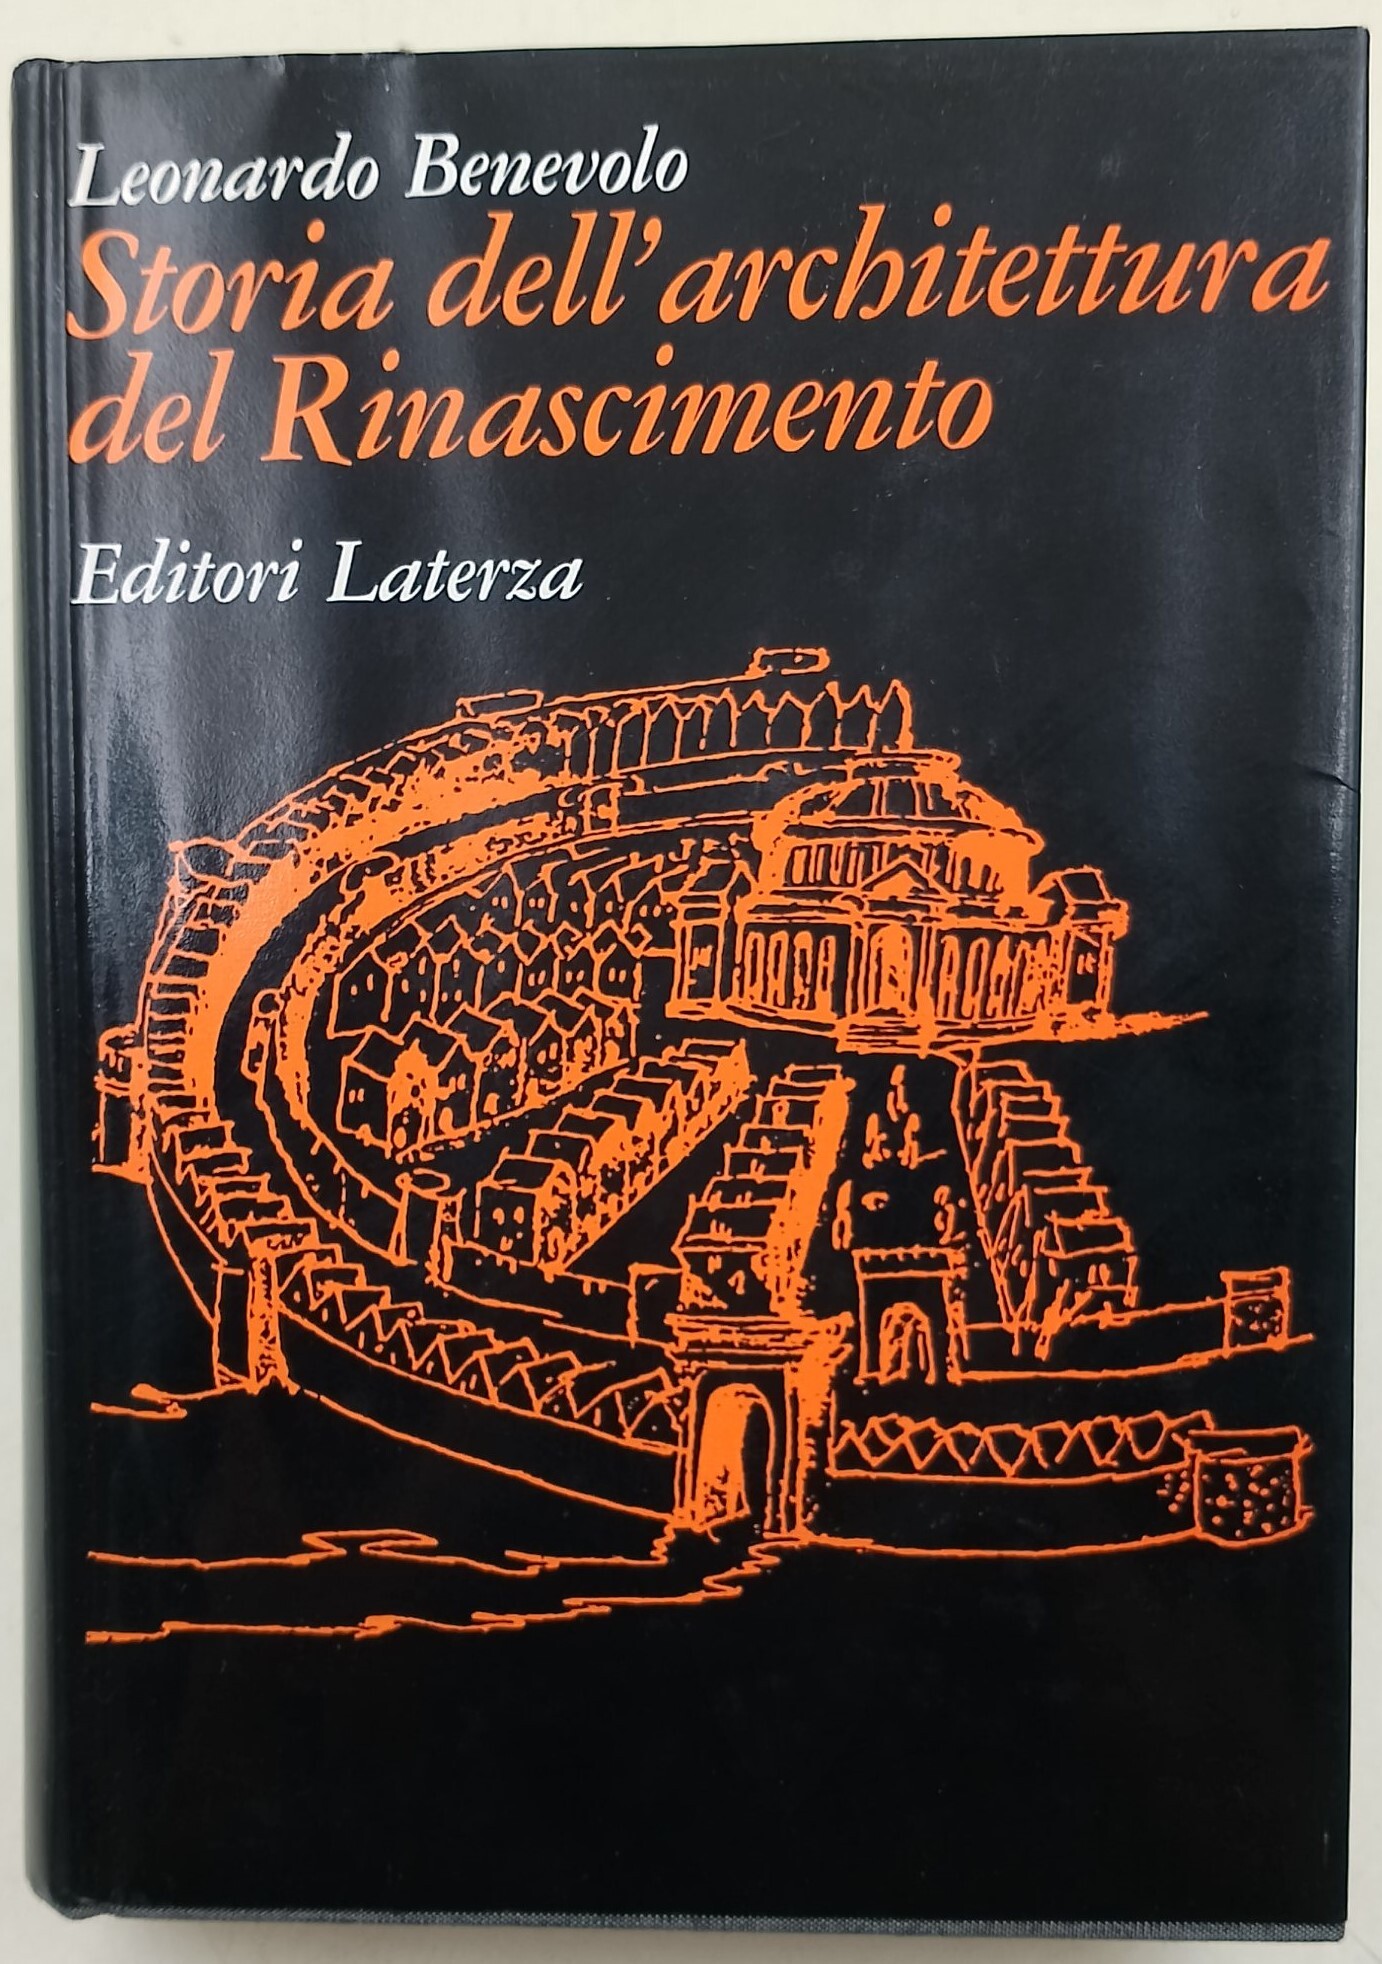 Leonardo Benevolo
Storia dell'architettura
del Rinascimento
Editori Laterza